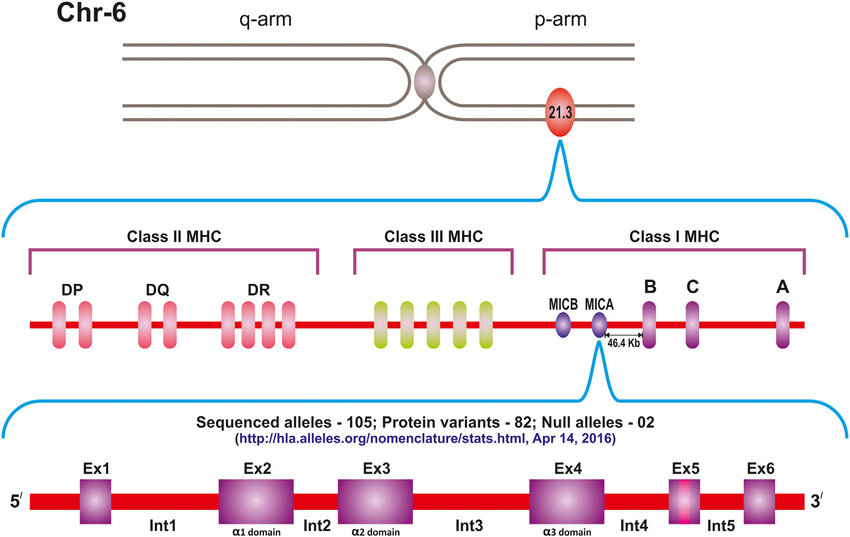 Chr-6
q-arm
p-arm
21.3
Class II MHC
Class III MHC
Class I MHC
DP
DQ
DR
MICB
MICA
B
C
A
46.4 Kb
Sequenced alleles - 105; Protein variants - 82; Null alleles - 02
(http://hla.alleles.org/nomenclature/stats.html, Apr 14, 2016)
Ex1
Ex2
Ex3
Ex4
Ex5
Ex6
5/
3/
Int1
α1 domain
Int2
α2 domain
Int3
α3 domain
Int4
Int5